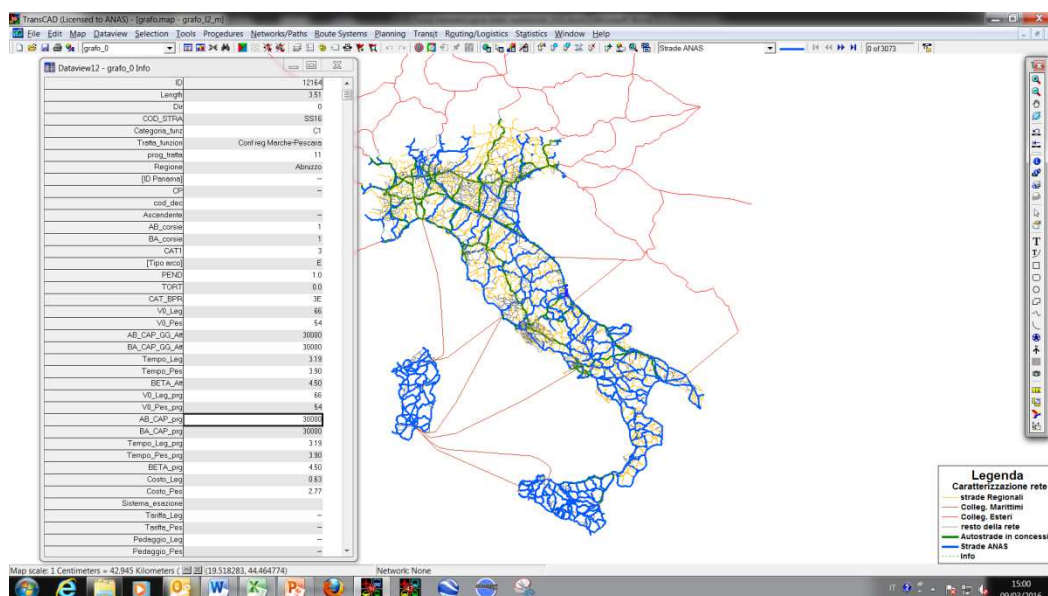 TransCAD (Licensed to ANAS) - [grafo.map - grafo_l2_m]
File Edit Map Dataview Selection Tools Procedures Networks/Paths Route Systems Planning Transit Routing/Logistics Statistics Window Help
grafo_0
Strade ANAS
0 of 3073
Dataview12 - grafo_0 Info
ID 12164
Length 3.51
Dir 0
COD_STRA SS16
Categoria_funz C1
Tratta_funzion Conf reg Marche-Pescara
prog_tratta 11
Regione Abruzzo
[ID Panama] --
CP --
cod_dec
Ascendente --
AB_corsie 1
BA_corsie 1
CAT1 3
[Tipo arco] E
PEND 1.0
TORT 0.0
CAT_BPR 3E
V0_Leg 66
V0_Pes 54
AB_CAP_GG_Att 30000
BA_CAP_GG_Att 30000
Tempo_Leg 3.19
Tempo_Pes 3.90
BETA_Att 4.50
V0_Leg_prg 66
V0_Pes_prg 54
AB_CAP_prg 30000
BA_CAP_prg 30000
Tempo_Leg_prg 3.19
Tempo_Pes_prg 3.90
BETA_prg 4.50
Costo_Leg 0.63
Costo_Pes 2.77
Sistema_esazione
Tariffa_Leg --
Tariffa_Pes --
Pedaggio_Leg --
Pedaggio_Pes --
Legenda
Caratterizzazione rete
strade Regionali
Colleg. Marittimi
Colleg. Esteri
resto della rete
Autostrade in concessi
Strade ANAS
Info
Map scale: 1 Centimeters = 42.945 Kilometers (19.518283, 44.464774) Network: None
IT
15:00
09/03/2016